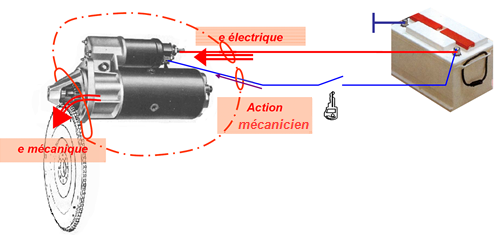 e électrique
Action
mécanicien
e mécanique